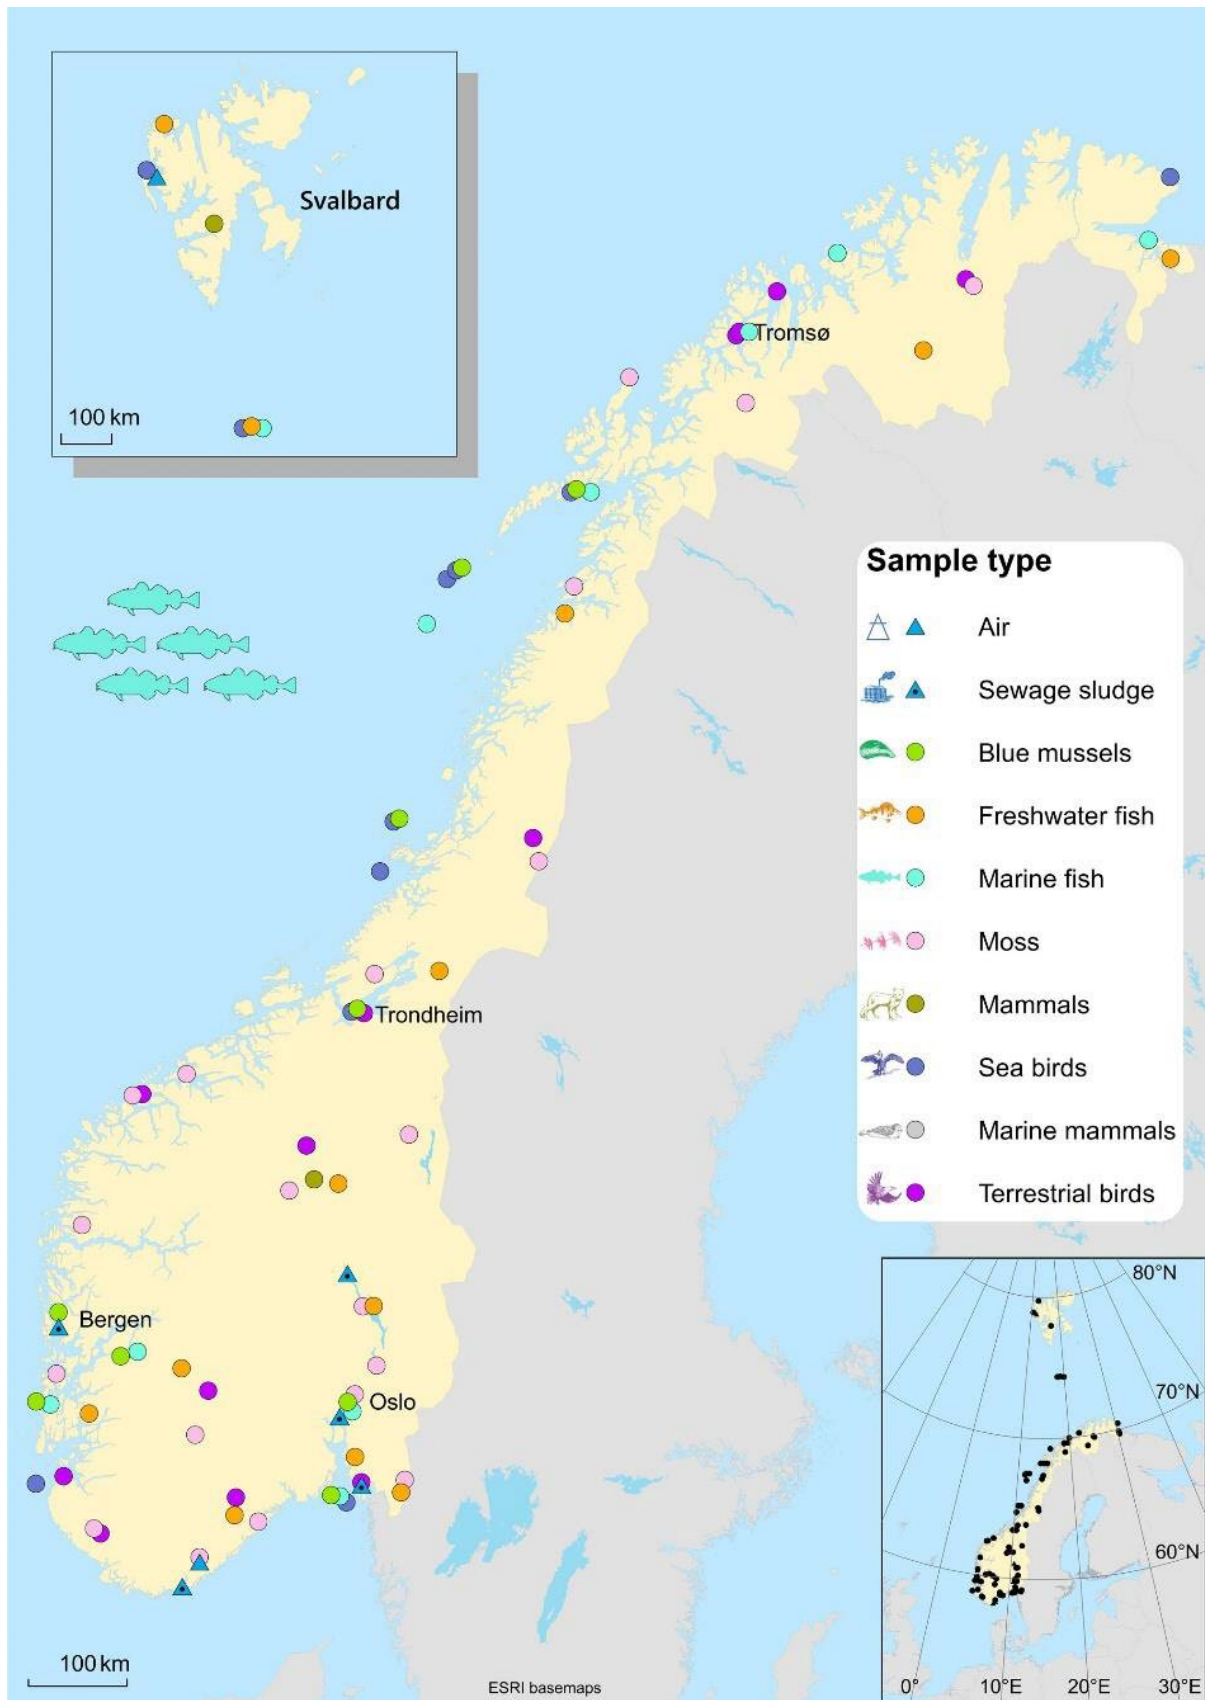 Svalbard
100 km
Tromsø
Sample type
Air
Sewage sludge
Blue mussels
Freshwater fish
Marine fish
Moss
Mammals
Sea birds
Marine mammals
Terrestrial birds
Trondheim
Bergen
Oslo
80°N
70°N
60°N
0°
10°E
20°E
30°E
100 km
ESRI basemaps